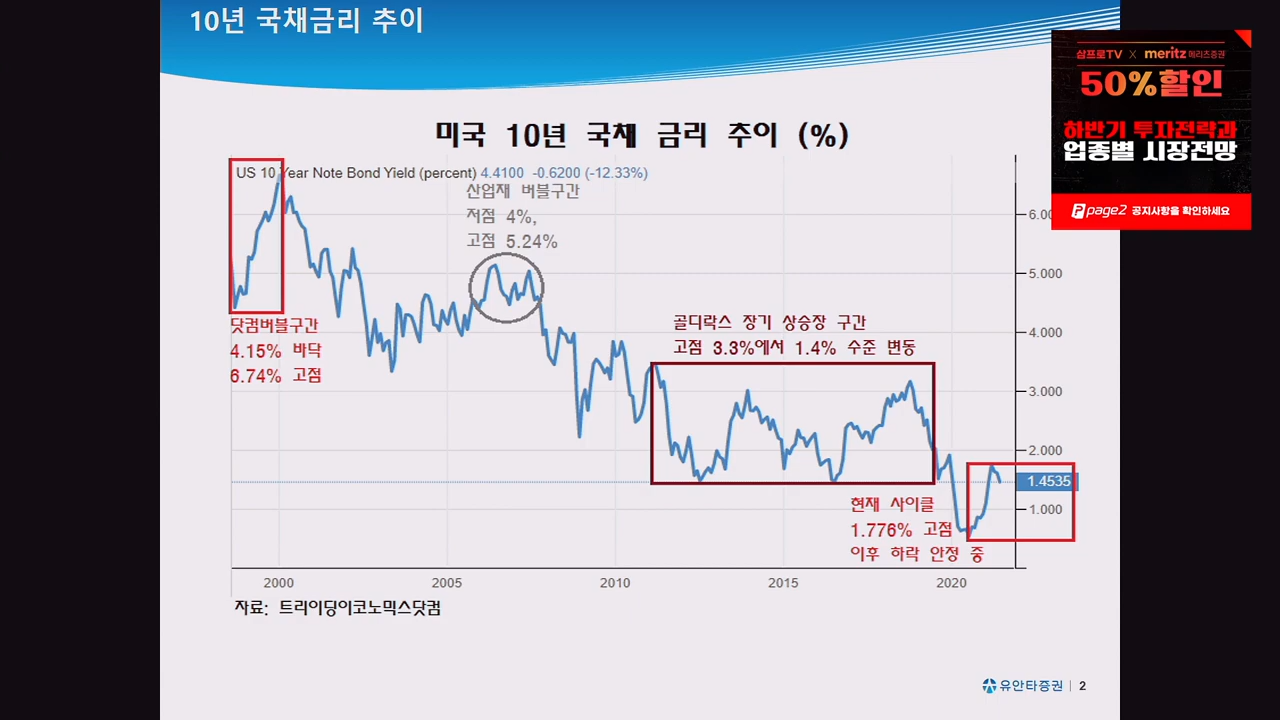 10년 국채금리 추이
삼프로TV X meritz 메리츠증권
50%할인
하반기 투자전략과
업종별 시장전망
page2 공지사항을 확인하세요
미국 10년 국채 금리 추이 (%)
US 10 Year Note Bond Yield (percent) 4.4100 -0.6200 (-12.33%)
산업재 버블구간
저점 4%,
고점 5.24%
닷컴버블구간
4.15% 바닥
6.74% 고점
골디락스 장기 상승장 구간
고점 3.3%에서 1.4% 수준 변동
현재 사이클
1.776% 고점
이후 하락 안정 중
5.000
4.000
3.000
2.000
1.4535
1.000
2000 2005 2010 2015 2020
자료: 트리이딩이코노믹스닷컴
유안타증권 | 2